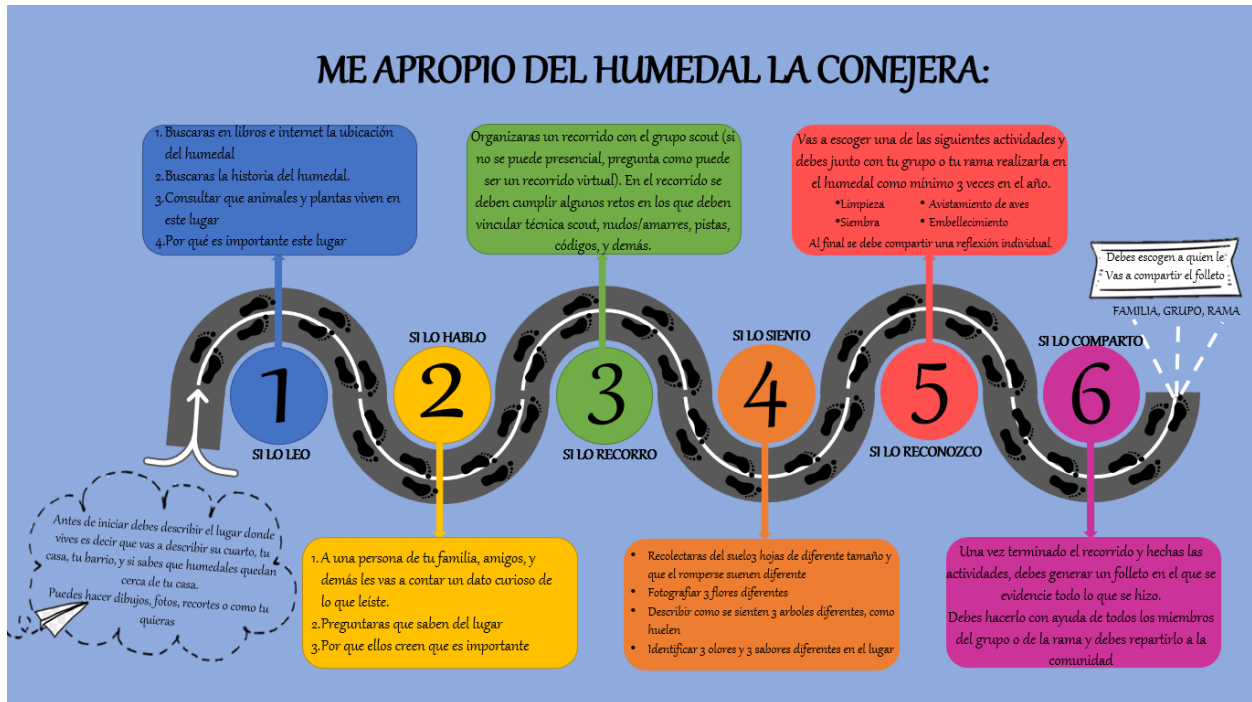 ME APROPIO DEL HUMEDAL LA CONEJERA:
Antes de iniciar debes describir el lugar donde
vives es decir que vas a describir su cuarto, tu
casa, tu barrio, y si sabes que humedales quedan
cerca de tu casa.
Puedes hacer dibujos, fotos, recortes o como tu
quieras
1. Buscaras en libros e internet la ubicación
del humedal
2. Buscaras la historia del humedal.
3. Consultar que animales y plantas viven en
este lugar
4. Por qué es importante este lugar
1
SI LO LEO
SI LO HABLO
2
1. A una persona de tu familia, amigos, y
demás les vas a contar un dato curioso de
lo que leíste.
2. Preguntaras que saben del lugar
3. Por que ellos creen que es importante
Organizaras un recorrido con el grupo scout (si
no se puede presencial, pregunta como puede
ser un recorrido virtual). En el recorrido se
deben cumplir algunos retos en los que deben
vincular técnica scout, nudos/amarres, pistas,
códigos, y demás.
3
SI LO RECORRO
SI LO SIENTO
4
• Recolectaras del suelo3 hojas de diferente tamaño y
que el romperse suenen diferente
• Fotografiar 3 flores diferentes
• Describir como se sienten 3 arboles diferentes, como
huelen
• Identificar 3 olores y 3 sabores diferentes en el lugar
Vas a escoger una de las siguientes actividades y
debes junto con tu grupo o tu rama realizarla en
el humedal como mínimo 3 veces en el año.
•Limpieza • Avistamiento de aves
•Siembra • Embellecimiento
Al final se debe compartir una reflexión individual.
5
SI LO RECONOZCO
SI LO COMPARTO
6
Una vez terminado el recorrido y hechas las
actividades, debes generar un folleto en el que se
evidencie todo lo que se hizo.
Debes hacerlo con ayuda de todos los miembros
del grupo o de la rama y debes repartirlo a la
comunidad
Debes escogen a quien le
Vas a compartir el folleto
FAMILIA, GRUPO, RAMA